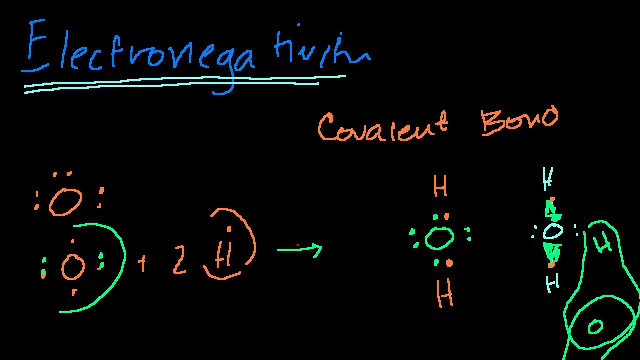 Electronegativity
Covalent Bond
O
O + 2 H → H O H
H O H
H
O